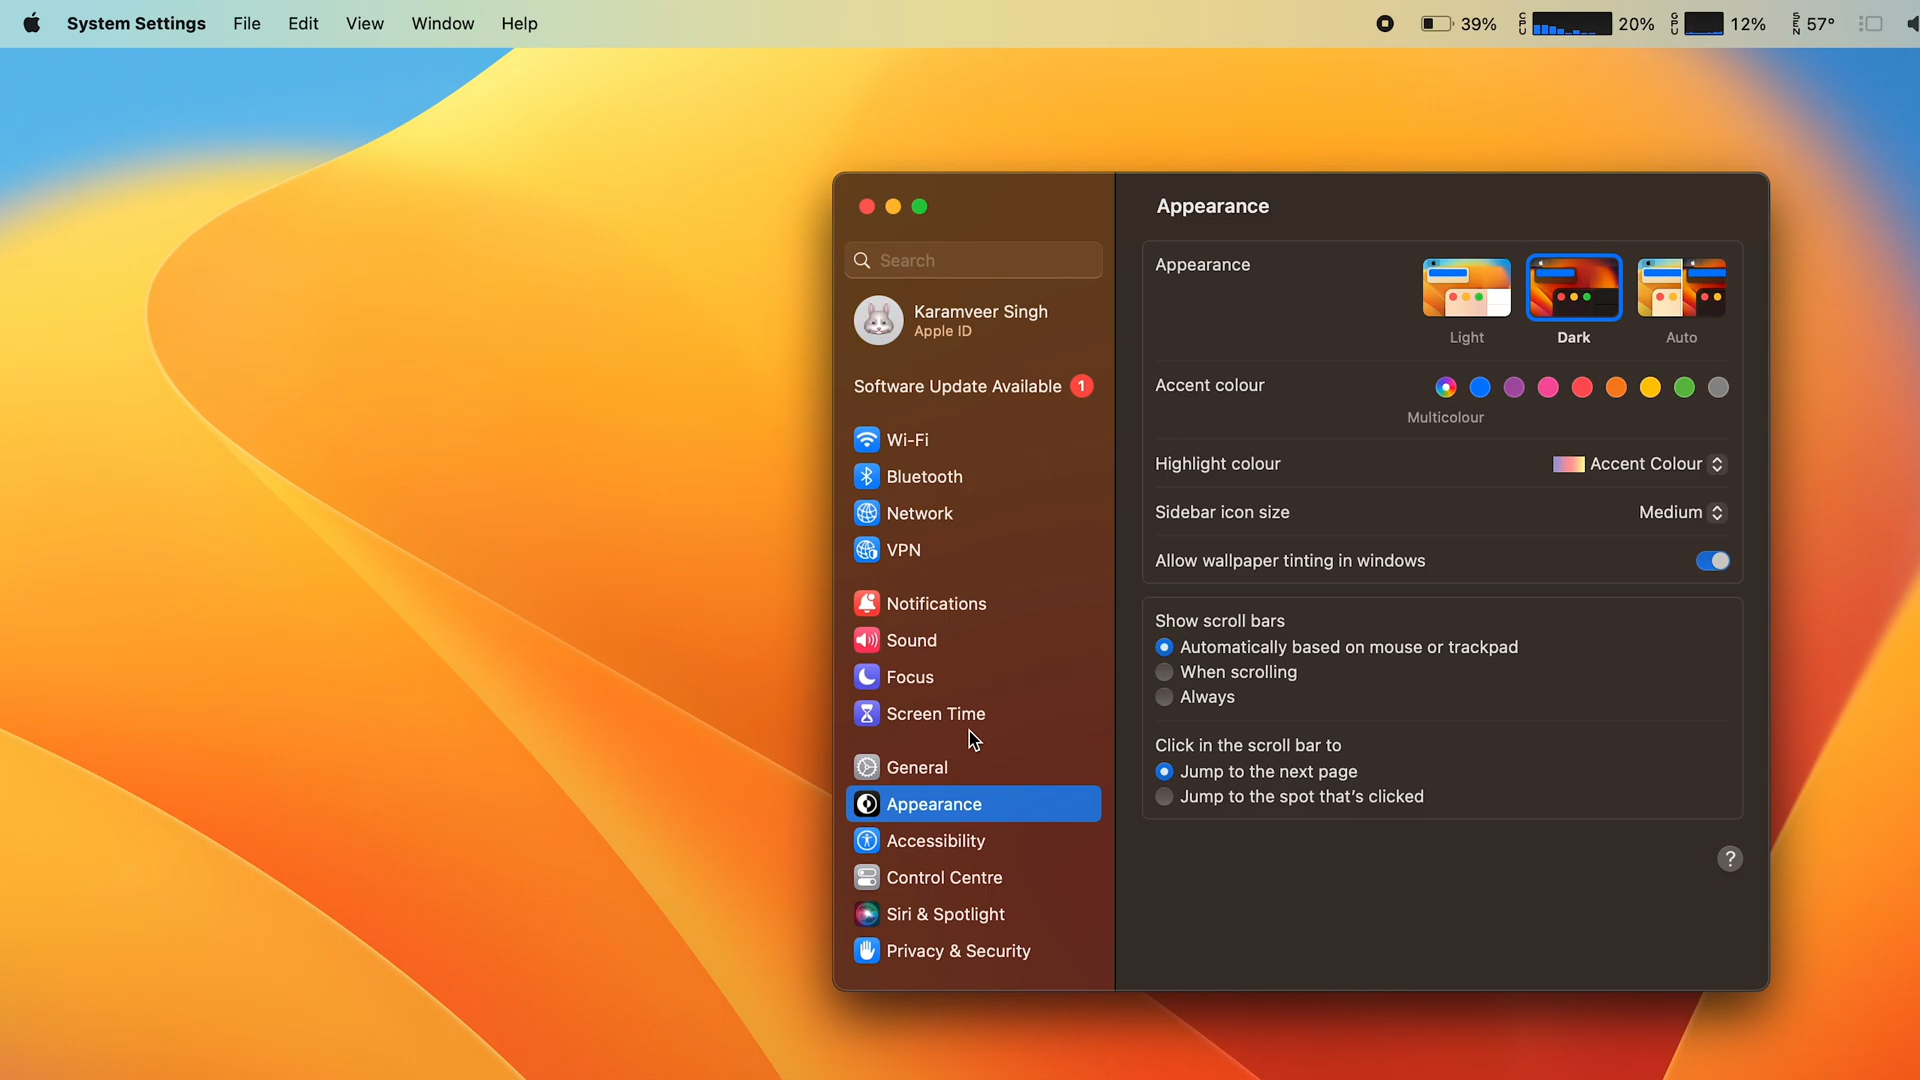 System Settings File Edit View Window Help 39% CPU 20% GPU 12% SEN 57°
Appearance
Search
Karamveer Singh
Apple ID
Software Update Available 1
Wi-Fi
Bluetooth
Network
VPN
Notifications
Sound
Focus
Screen Time
General
Appearance
Accessibility
Control Centre
Siri & Spotlight
Privacy & Security
Appearance
Light Dark Auto
Accent colour
Multicolour
Highlight colour Accent Colour
Sidebar icon size Medium
Allow wallpaper tinting in windows
Show scroll bars
Automatically based on mouse or trackpad
When scrolling
Always
Click in the scroll bar to
Jump to the next page
Jump to the spot that's clicked
?